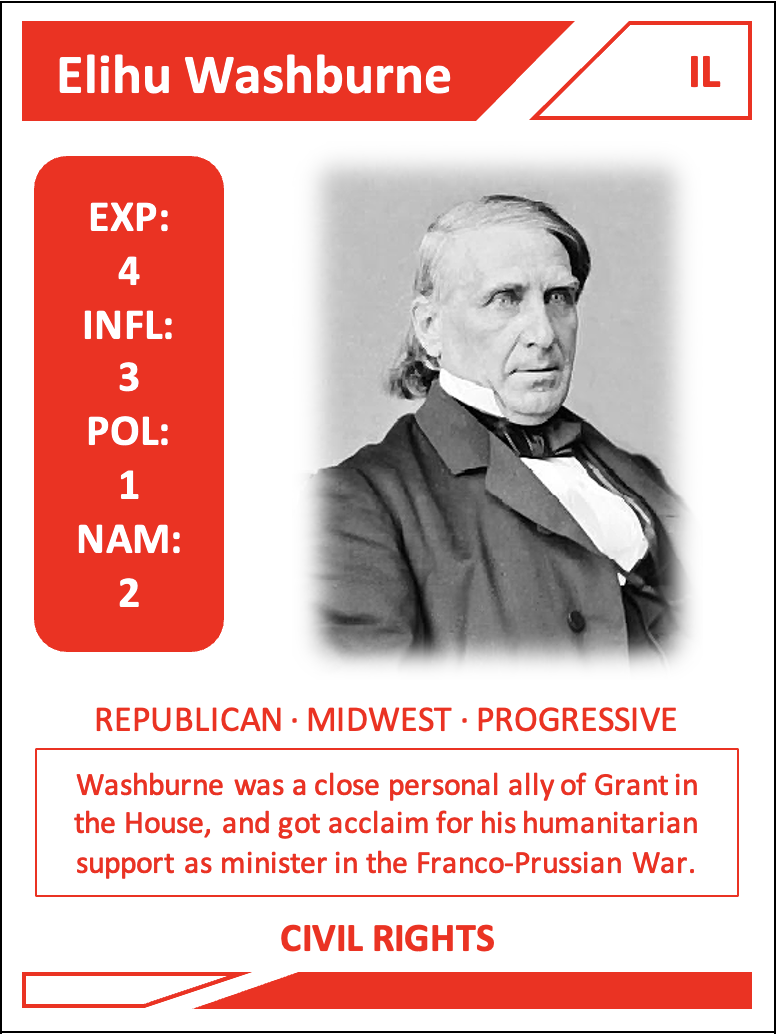 Elihu Washburne
IL
EXP:
4
INFL:
3
POL:
1
NAM:
2
REPUBLICAN · MIDWEST · PROGRESSIVE
Washburne was a close personal ally of Grant in
the House, and got acclaim for his humanitarian
support as minister in the Franco-Prussian War.
CIVIL RIGHTS